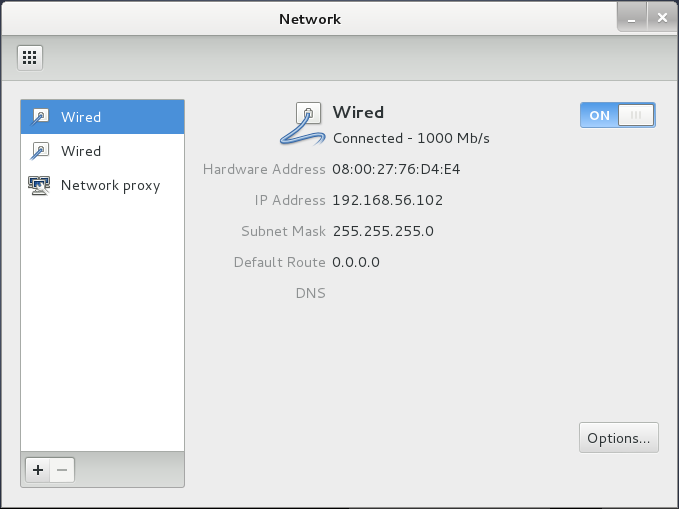 Network
Wired
Wired
Network proxy
Wired
ON
Connected - 1000 Mb/s
Hardware Address 08:00:27:76:D4:E4
IP Address 192.168.56.102
Subnet Mask 255.255.255.0
Default Route 0.0.0.0
DNS
Options...